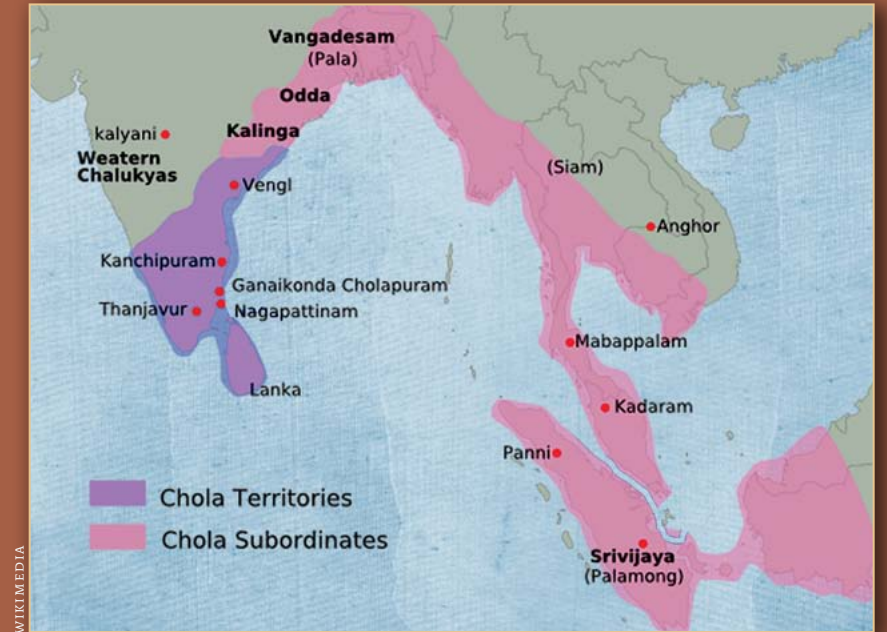 Vangadesam
(Pala)
Odda
kalyani
Kalinga
Weatern
Chalukyas
(Siam)
Vengl
Anghor
Kanchipuram
Ganaikonda Cholapuram
Thanjavur
Nagapattinam
Mabappalam
Lanka
Kadaram
Panni
Chola Territories
Chola Subordinates
Srivijaya
(Palamong)
WIKIMEDIA